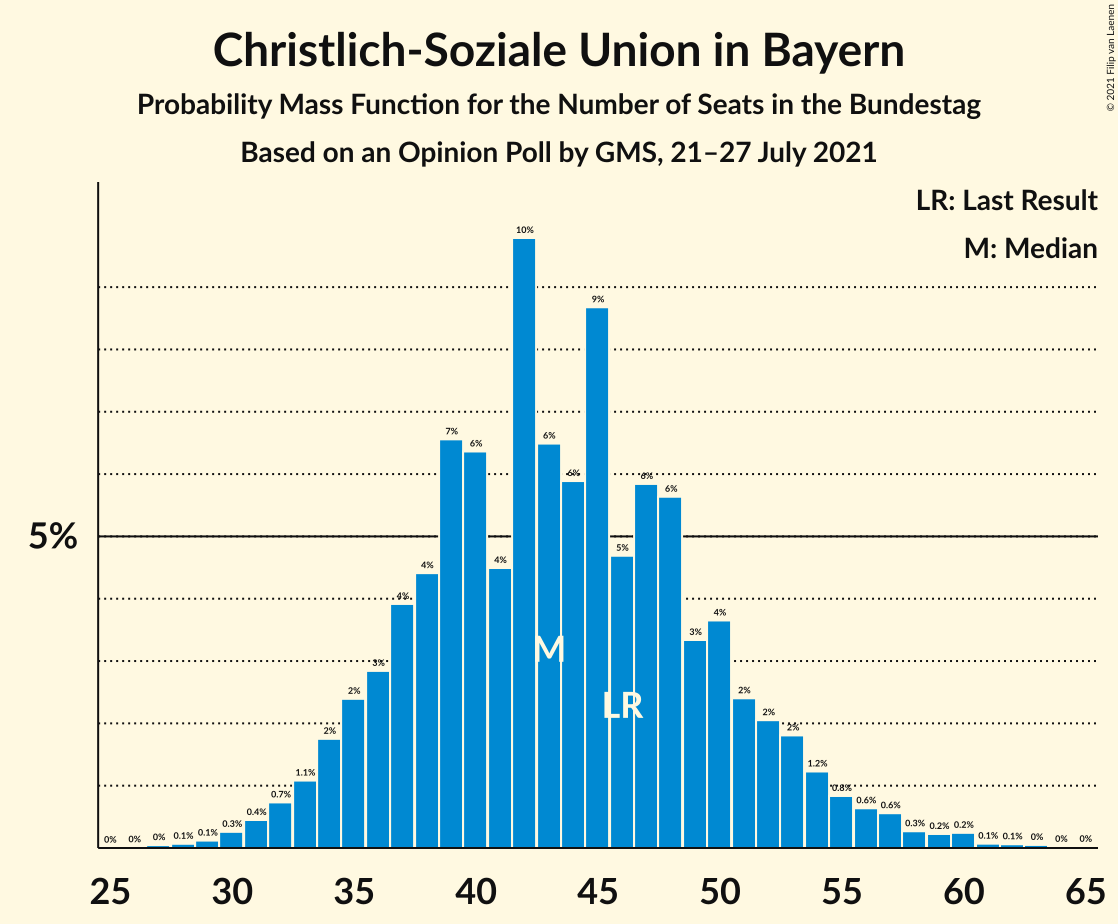 Christlich-Soziale Union in Bayern
Probability Mass Function for the Number of Seats in the Bundestag
Based on an Opinion Poll by GMS, 21–27 July 2021
© 2021 Filip van Laenen
LR: Last Result
M: Median
5%
0% 0% 0% 0.1% 0.1% 0.3% 0.4% 0.7% 1.1% 2% 2% 3% 4% 4% 7% 6% 4% 10% 6% 6% 9% 5% 6% 6% 3% 4% 2% 2% 2% 1.2% 0.8% 0.6% 0.6% 0.3% 0.2% 0.2% 0.1% 0.1% 0% 0% 0%
M
LR
25 30 35 40 45 50 55 60 65